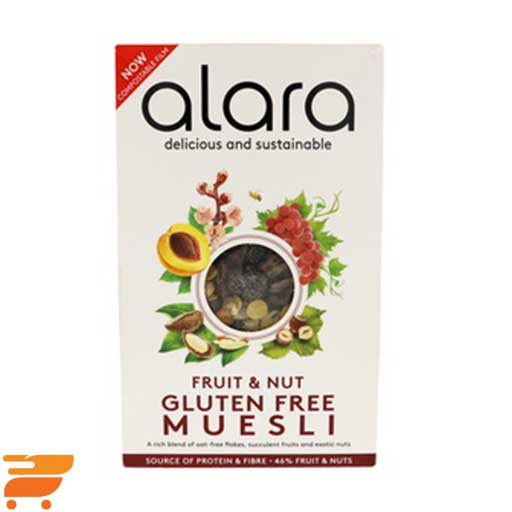 NOW
COMPOSTABLE FILM
alara
delicious and sustainable
FRUIT & NUT
GLUTEN FREE
MUESLI
A rich blend of oat-free flakes, succulent fruits and exotic nuts
SOURCE OF PROTEIN & FIBRE • 46% FRUIT & NUTS